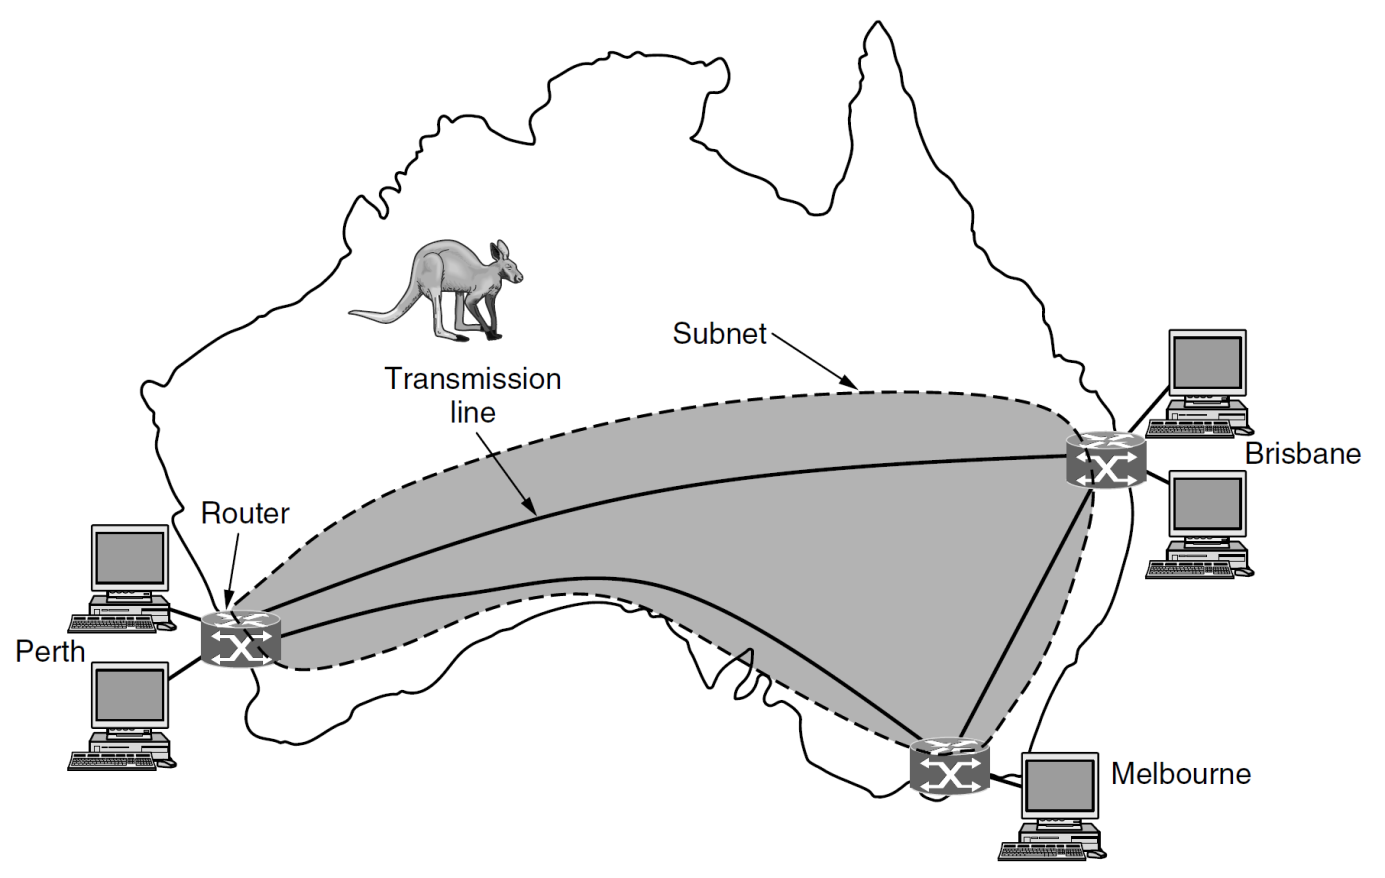 Subnet
Transmission
line
Brisbane
Router
Perth
Melbourne